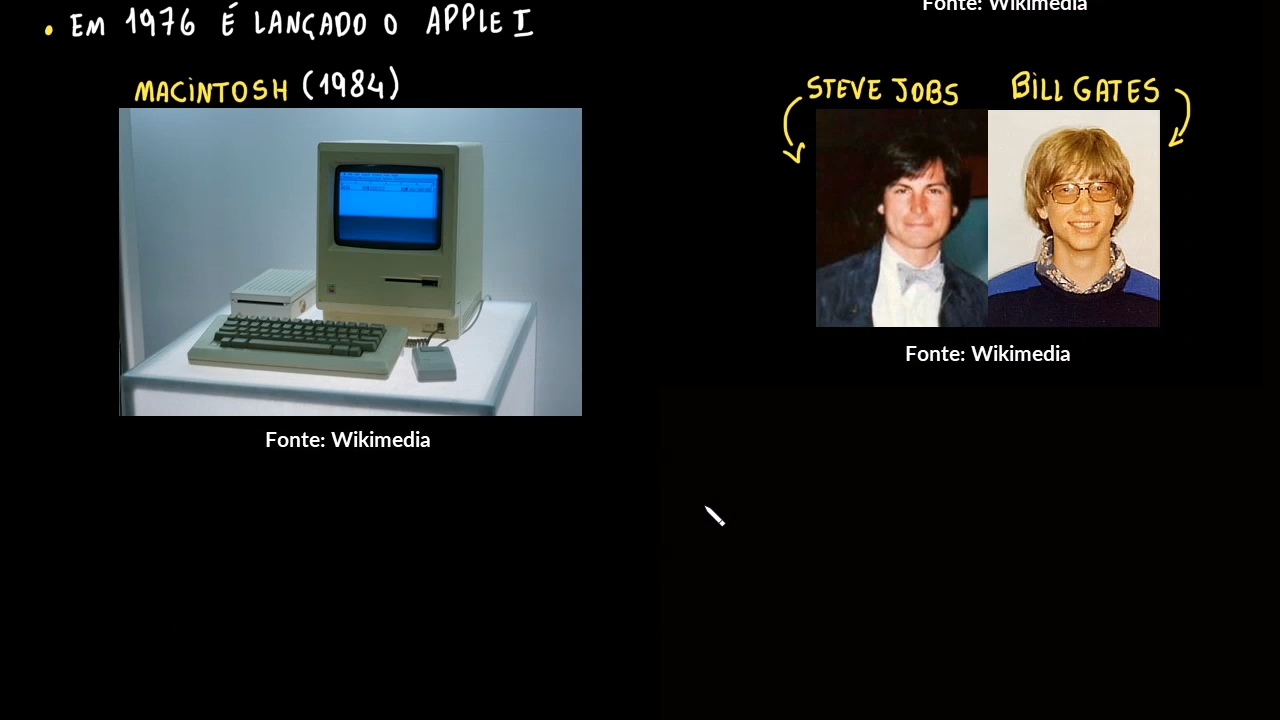 • EM 1976 É LANÇADO O APPLE I
MACINTOSH (1984)
Fonte: Wikimedia
Fonte: Wikimedia
STEVE JOBS BILL GATES
Fonte: Wikimedia